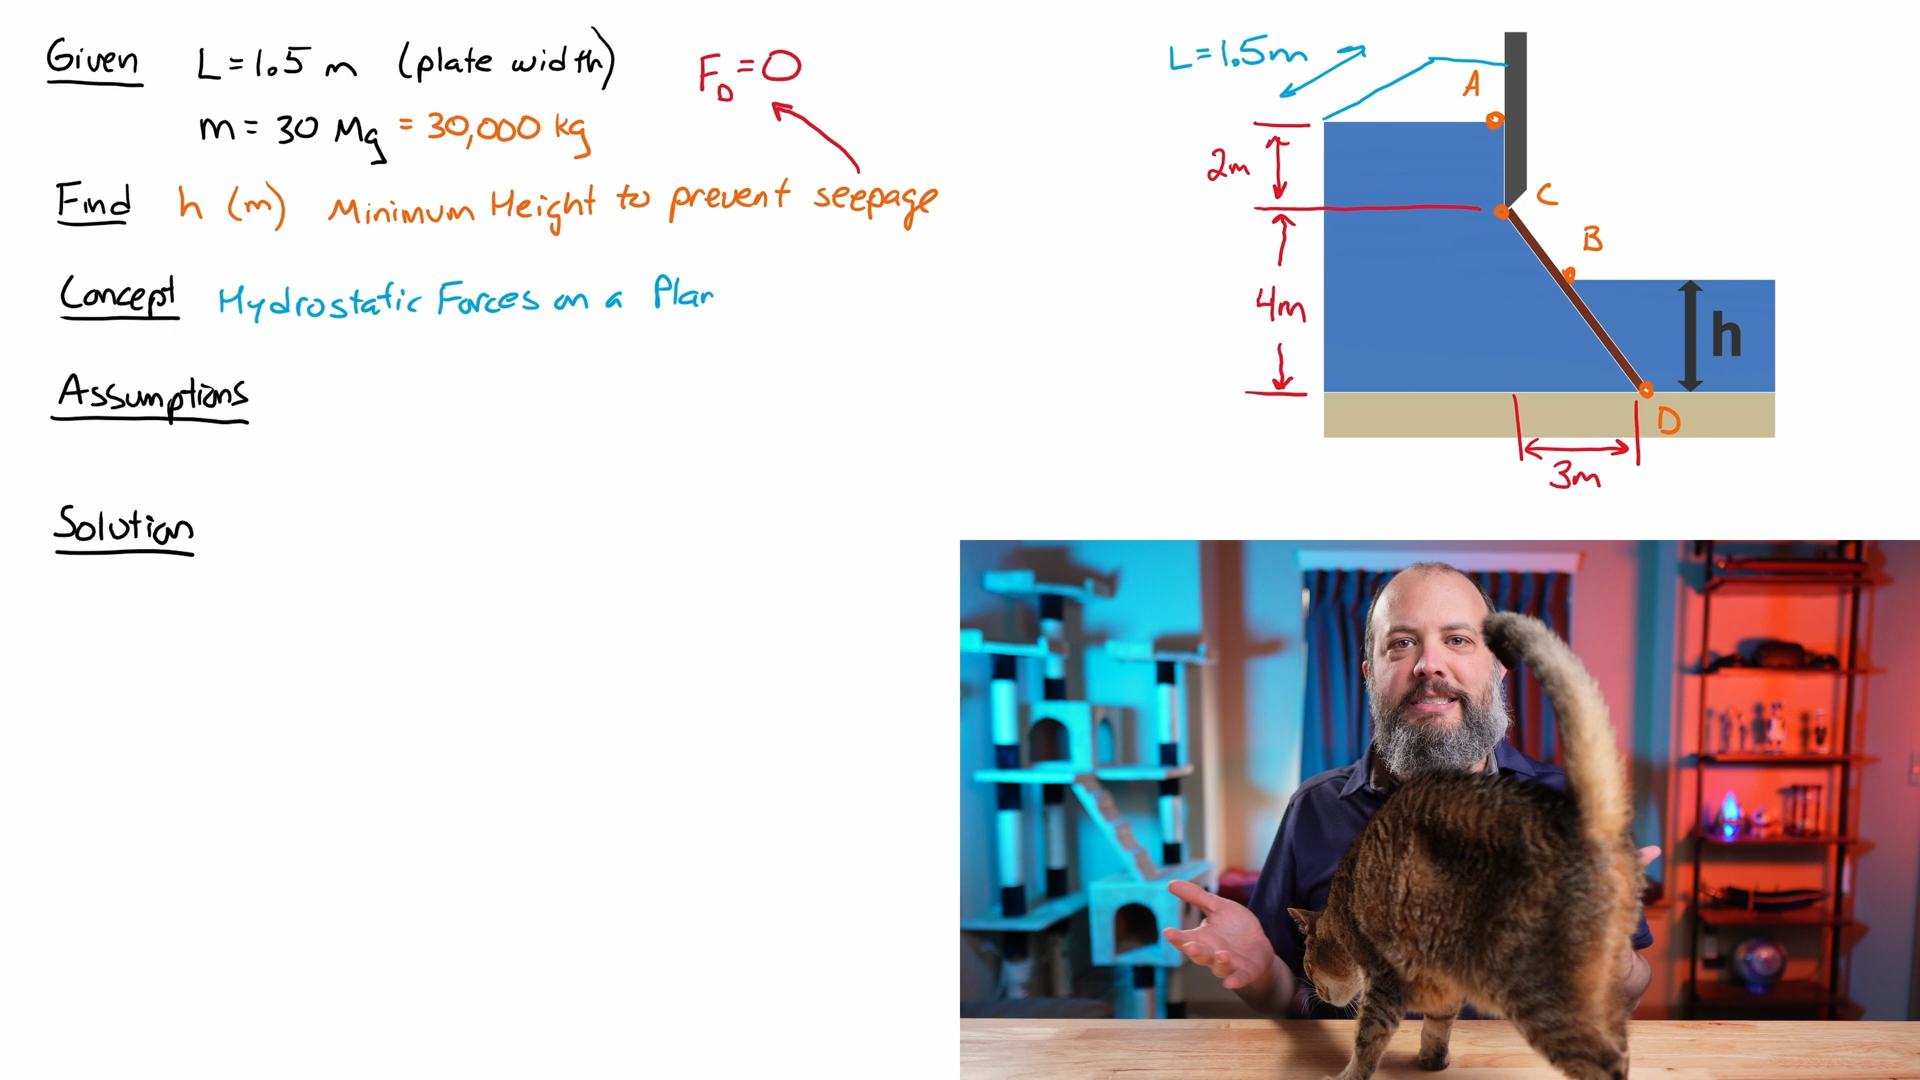 Given L = 1.5 m (plate width)
m = 30 Mg = 30,000 kg
F_D = O
Find h (m) Minimum Height to prevent seepage
Concept Hydrostatic Forces on a Plan
Assumptions
Solution
L = 1.5m
A
2m
C
B
4m
h
D
3m